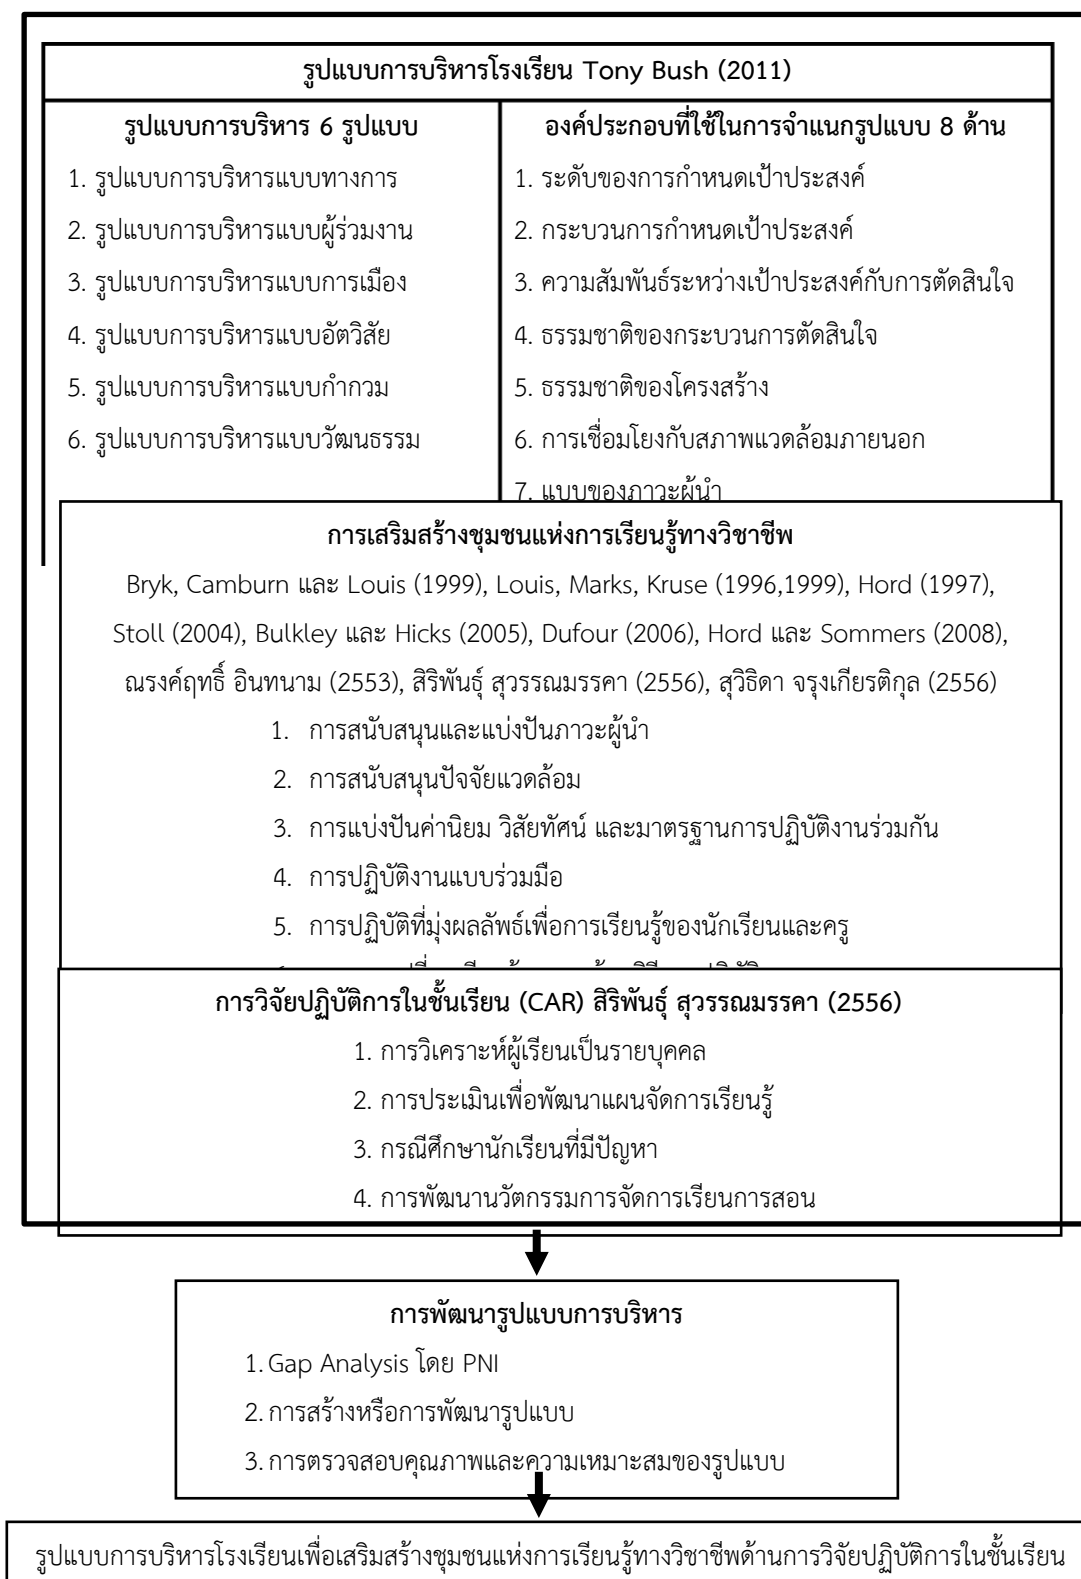 รูปแบบการบริหารโรงเรียน Tony Bush (2011)
รูปแบบการบริหาร 6 รูปแบบ
1. รูปแบบการบริหารแบบทางการ
2. รูปแบบการบริหารแบบผู้ร่วมงาน
3. รูปแบบการบริหารแบบการเมือง
4. รูปแบบการบริหารแบบอัตวิสัย
5. รูปแบบการบริหารแบบกำกวม
6. รูปแบบการบริหารแบบวัฒนธรรม
องค์ประกอบที่ใช้ในการจำแนกรูปแบบ 8 ด้าน
1. ระดับของการกำหนดเป้าประสงค์
2. กระบวนการกำหนดเป้าประสงค์
3. ความสัมพันธ์ระหว่างเป้าประสงค์กับการตัดสินใจ
4. ธรรมชาติของกระบวนการตัดสินใจ
5. ธรรมชาติของโครงสร้าง
6. การเชื่อมโยงกับสภาพแวดล้อมภายนอก
7. แบบของภาวะผู้นำ
การเสริมสร้างชุมชนแห่งการเรียนรู้ทางวิชาชีพ
Bryk, Camburn และ Louis (1999), Louis, Marks, Kruse (1996,1999), Hord (1997),
Stoll (2004), Bulkley และ Hicks (2005), Dufour (2006), Hord และ Sommers (2008),
ณรงค์ฤทธิ์ อินทนาม (2553), สิริพันธุ์ สุวรรณมรรคา (2556), สุวิธิดา จรุงเกียรติกุล (2556)
1. การสนับสนุนและแบ่งปันภาวะผู้นำ
2. การสนับสนุนปัจจัยแวดล้อม
3. การแบ่งปันค่านิยม วิสัยทัศน์ และมาตรฐานการปฏิบัติงานร่วมกัน
4. การปฏิบัติงานแบบร่วมมือ
5. การปฏิบัติที่มุ่งผลลัพธ์เพื่อการเรียนรู้ของนักเรียนและครู
การวิจัยปฏิบัติการในชั้นเรียน (CAR) สิริพันธุ์ สุวรรณมรรคา (2556)
1. การวิเคราะห์ผู้เรียนเป็นรายบุคคล
2. การประเมินเพื่อพัฒนาแผนจัดการเรียนรู้
3. กรณีศึกษานักเรียนที่มีปัญหา
4. การพัฒนานวัตกรรมการจัดการเรียนการสอน
การพัฒนารูปแบบการบริหาร
1. Gap Analysis โดย PNI
2. การสร้างหรือการพัฒนารูปแบบ
3. การตรวจสอบคุณภาพและความเหมาะสมของรูปแบบ
รูปแบบการบริหารโรงเรียนเพื่อเสริมสร้างชุมชนแห่งการเรียนรู้ทางวิชาชีพด้านการวิจัยปฏิบัติการในชั้นเรียน